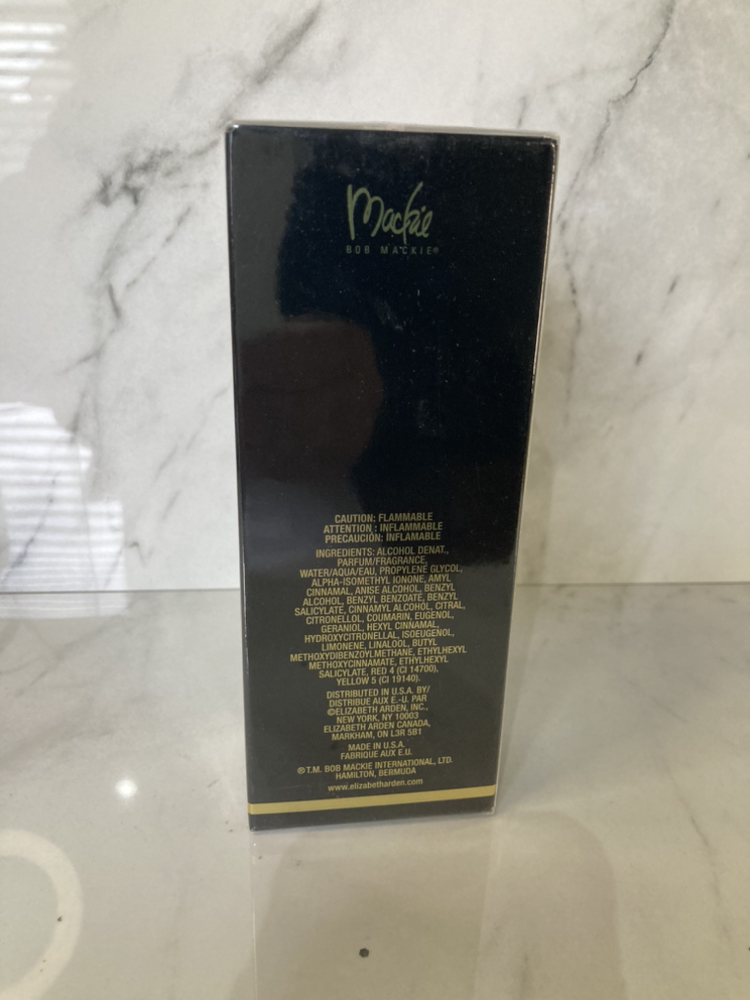 Mackie
BOB MACKIE®
CAUTION: FLAMMABLE
ATTENTION : INFLAMMABLE
PRECAUCIÓN: INFLAMABLE
INGREDIENTS: ALCOHOL DENAT.,
PARFUM/FRAGRANCE,
WATER/AQUA/EAU, PROPYLENE GLYCOL,
ALPHA-ISOMETHYL IONONE, AMYL
CINNAMAL, ANISE ALCOHOL, BENZYL
ALCOHOL, BENZYL BENZOATE, BENZYL
SALICYLATE, CINNAMYL ALCOHOL, CITRAL,
CITRONELLOL, COUMARIN, EUGENOL,
GERANIOL, HEXYL CINNAMAL,
HYDROXYCITRONELLAL, ISOEUGENOL,
LIMONENE, LINALOOL, BUTYL
METHOXYDIBENZOYLMETHANE, ETHYLHEXYL
METHOXYCINNAMATE, ETHYLHEXYL
SALICYLATE, RED 4 (CI 14700),
YELLOW 5 (CI 19140).
DISTRIBUTED IN U.S.A. BY/
DISTRIBUE AUX E.-U. PAR
©ELIZABETH ARDEN, INC.,
NEW YORK, NY 10003
ELIZABETH ARDEN CANADA,
MARKHAM, ON L3R 5B1
MADE IN U.S.A.
FABRIQUE AUX E.U.
®T.M. BOB MACKIE INTERNATIONAL, LTD.
HAMILTON, BERMUDA
www.elizabetharden.com